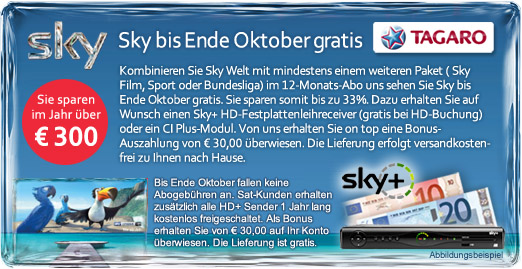 sky
Sky bis Ende Oktober gratis
TAGARO
Kombinieren Sie Sky Welt mit mindestens einem weiteren Paket ( Sky
Film, Sport oder Bundesliga) im 12-Monats-Abo uns sehen Sie Sky bis
Ende Oktober gratis. Sie sparen somit bis zu 33%. Dazu erhalten Sie auf
Wunsch einen Sky+ HD-Festplattenleihreceiver (gratis bei HD-Buchung)
oder ein CI Plus-Modul. Von uns erhalten Sie on top eine Bonus-
Auszahlung von € 30,00 überwiesen. Die Lieferung erfolgt versandkosten-
frei zu Ihnen nach Hause.
Sie sparen
im Jahr über
€ 300
Bis Ende Oktober fallen keine
Abogebühren an. Sat-Kunden erhalten
zusätzlich alle HD+ Sender 1 Jahr lang
kostenlos freigeschaltet. Als Bonus
erhalten Sie von € 30,00 auf Ihr Konto
überwiesen. Die Lieferung ist gratis.
sky+
10
20
Abbildungsbeispiel